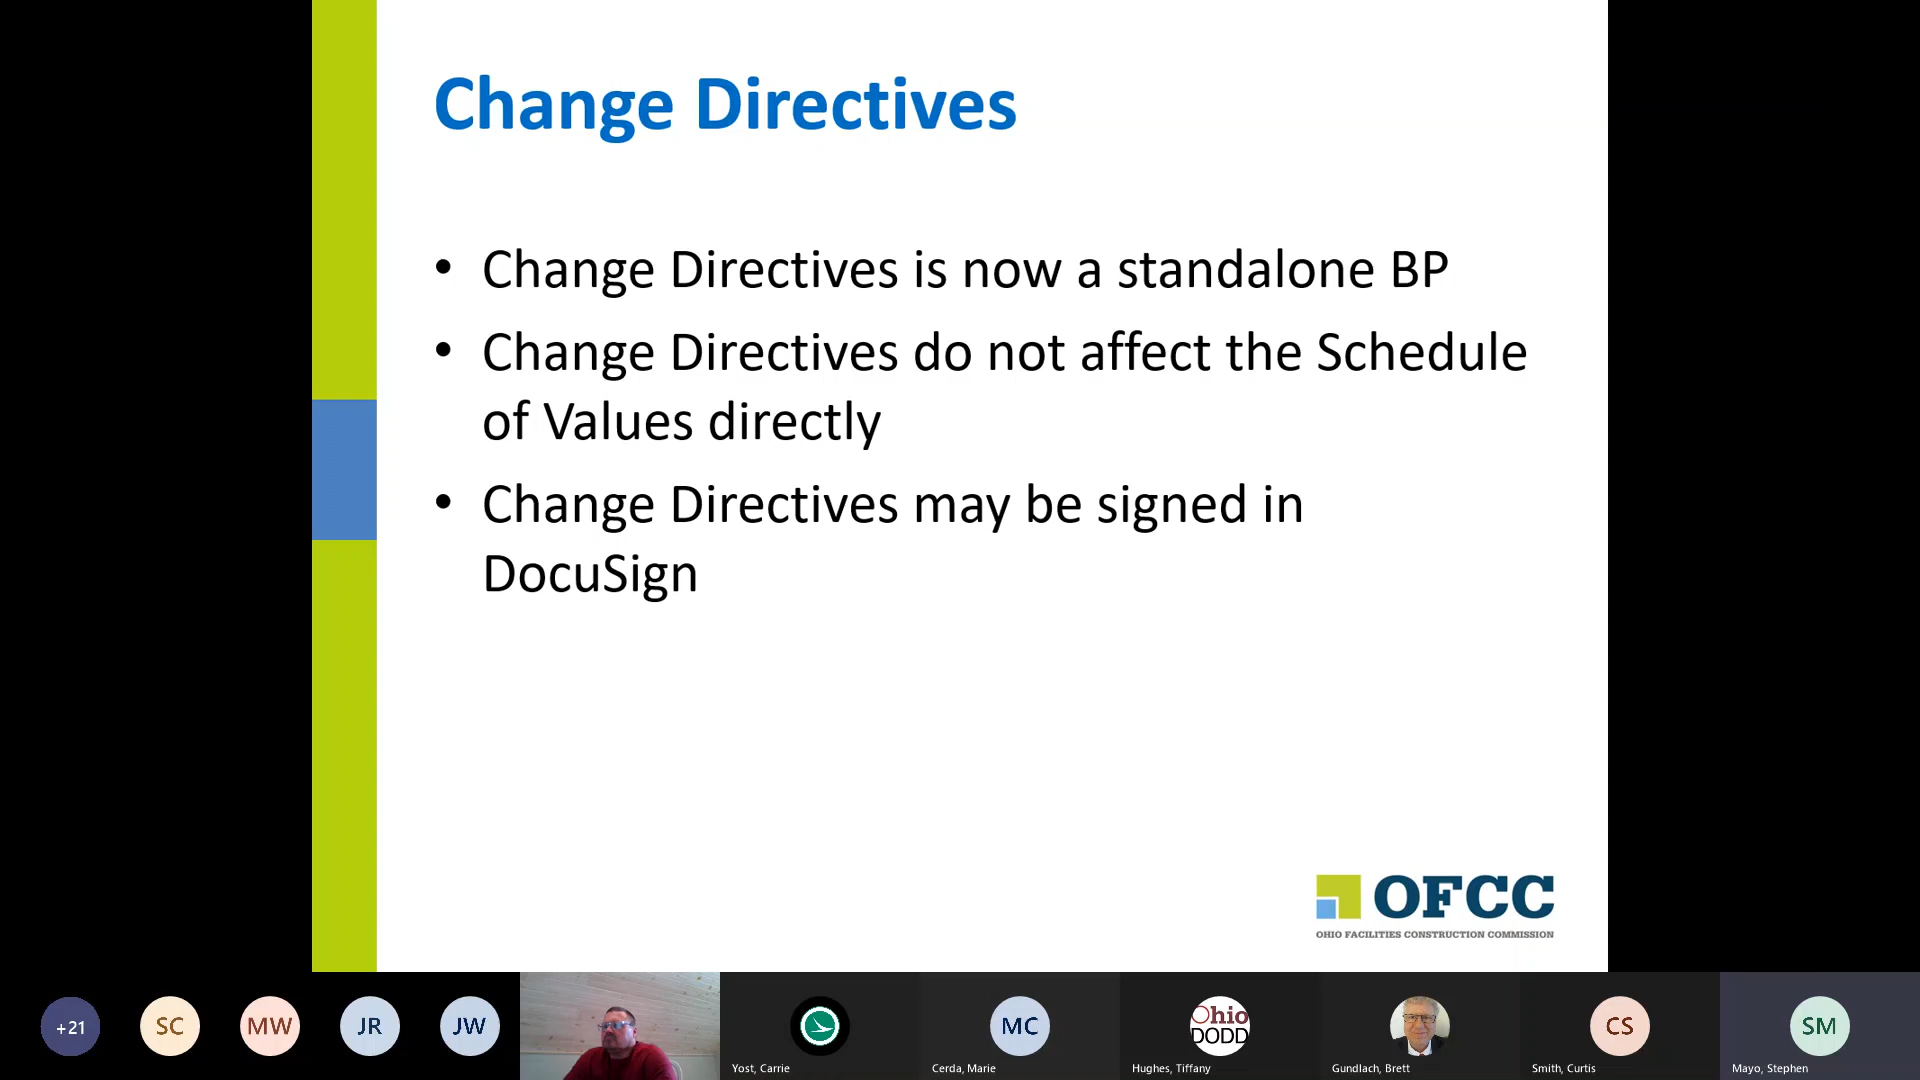 Change Directives
• Change Directives is now a standalone BP
• Change Directives do not affect the Schedule
of Values directly
• Change Directives may be signed in
DocuSign
OFCC
OHIO FACILITIES CONSTRUCTION COMMISSION
+21
SC
MW
JR
JW
MC
Ohio
DODD
CS
SM
Yost, Carrie
Cerda, Marie
Hughes, Tiffany
Gundlach, Brett
Smith, Curtis
Mayo, Stephen